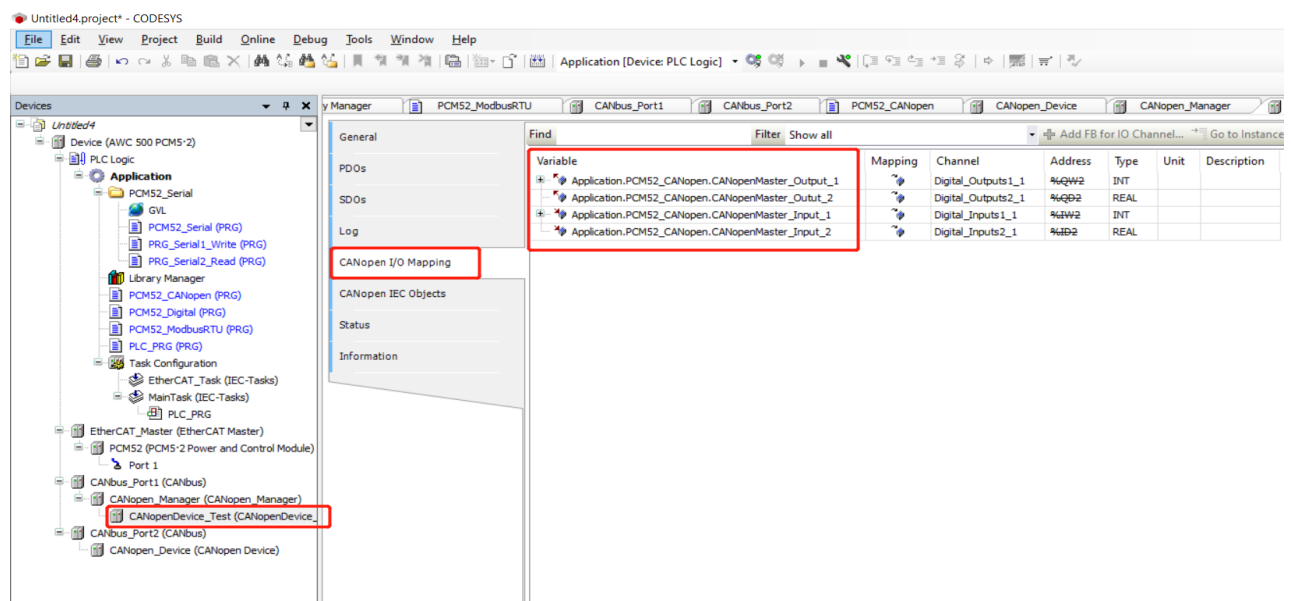 Untitled4.project* - CODESYS
File Edit View Project Build Online Debug Tools Window Help
Application [Device: PLC Logic]
Devices
y Manager PCM52_ModbusRTU CANbus_Port1 CANbus_Port2 PCM52_CANopen CANopen_Device CANopen_Manager
Untitled4
Device (AWC 500 PCM5-2)
PLC Logic
Application
PCM52_Serial
GVL
PCM52_Serial (PRG)
PRG_Serial1_Write (PRG)
PRG_Serial2_Read (PRG)
Library Manager
PCM52_CANopen (PRG)
PCM52_Digital (PRG)
PCM52_ModbusRTU (PRG)
PLC_PRG (PRG)
Task Configuration
EtherCAT_Task (IEC-Tasks)
MainTask (IEC-Tasks)
PLC_PRG
EtherCAT_Master (EtherCAT Master)
PCM52 (PCM5-2 Power and Control Module)
Port 1
CANbus_Port1 (CANbus)
CANopen_Manager (CANopen_Manager)
CANopenDevice_Test (CANopenDevice_
CANbus_Port2 (CANbus)
CANopen_Device (CANopen Device)
General
PDOs
SDOs
Log
CANopen I/O Mapping
CANopen IEC Objects
Status
Information
Find Filter Show all Add FB for IO Channel... Go to Instance
Variable Mapping Channel Address Type Unit Description
Application.PCM52_CANopen.CANopenMaster_Output_1 Digital_Outputs1_1 %QW2 INT
Application.PCM52_CANopen.CANopenMaster_Outut_2 Digital_Outputs2_1 %QD2 REAL
Application.PCM52_CANopen.CANopenMaster_Input_1 Digital_Inputs1_1 %IW2 INT
Application.PCM52_CANopen.CANopenMaster_Input_2 Digital_Inputs2_1 %ID2 REAL